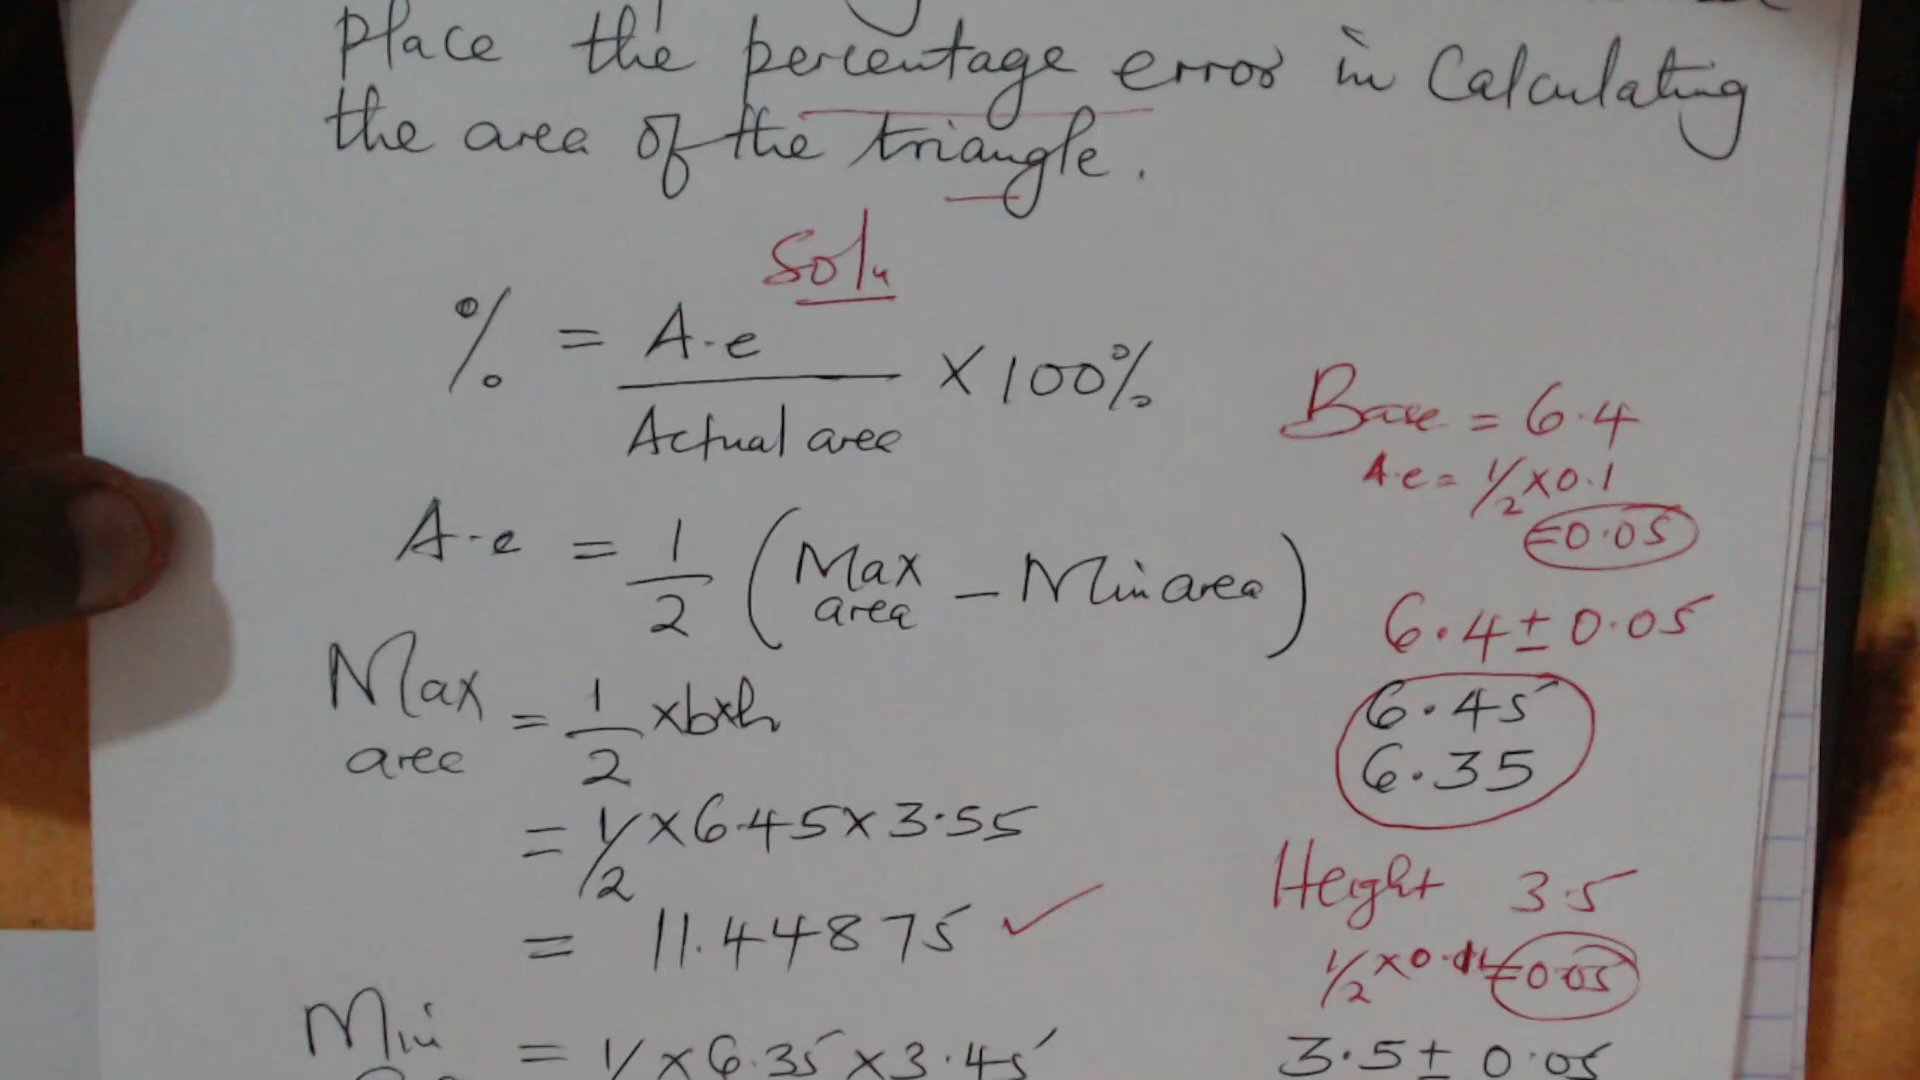 Place the percentage error in Calculating
the area of the triangle.
Soln
% = A.e / Actual area × 100%
A.e = 1/2 (Max area - Min area)
Max area = 1/2 × b × h
= 1/2 × 6.45 × 3.55
= 11.44875 ✓
Min = 1/2 × 6.35 × 3.45
Base = 6.4
A.e = 1/2 × 0.1
= 0.05
6.4 ± 0.05
6.45
6.35
Height 3.5
1/2 × 0.1 = 0.05
3.5 ± 0.05